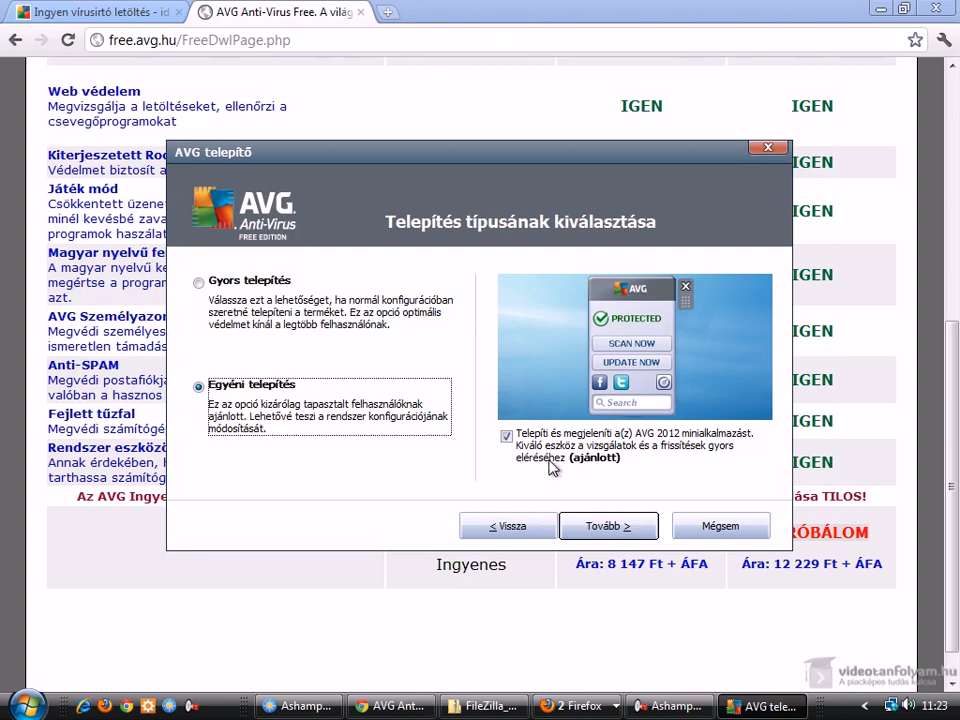 Ingyen vírusirtó letöltés - id
AVG Anti-Virus Free. A világ
free.avg.hu/FreeDwlPage.php
Web védelem
Megvizsgálja a letöltéseket, ellenőrzi a
csevegőprogramokat
IGEN
IGEN
Kiterjesztett Roo
Védelmet biztosít a
IGEN
Játék mód
Csökkentett üzene
minél kevésbé zava
programok haszálat
IGEN
Magyar nyelvű fe
A magyar nyelvű k
megértse a program
azt.
IGEN
AVG Személyazor
Megvédi személyes
ismeretlen támadás
IGEN
Anti-SPAM
Megvédi postafiókjá
valóban a hasznos
IGEN
Fejlett tűzfal
Megvédi számítógé
IGEN
Rendszer eszközö
Annak érdekében, h
tarthassa számítóg
IGEN
Az AVG Ingye
ása TILOS!
RÓBÁLOM
Ingyenes
Ára: 8 147 Ft + ÁFA
Ára: 12 229 Ft + ÁFA
AVG telepítő
AVG.
Anti-Virus
FREE EDITION
Telepítés típusának kiválasztása
Gyors telepítés
Válassza ezt a lehetőséget, ha normál konfigurációban
szeretné telepíteni a terméket. Ez az opció optimális
védelmet kínál a legtöbb felhasználónak.
Egyéni telepítés
Ez az opció kizárólag tapasztalt felhasználóknak
ajánlott. Lehetővé teszi a rendszer konfigurációjának
módosítását.
AVG
PROTECTED
SCAN NOW
UPDATE NOW
Search
Telepíti és megjeleníti a(z) AVG 2012 minialkalmazást.
Kiváló eszköz a vizsgálatok és a frissítések gyors
eléréséhez (ajánlott)
< Vissza
Tovább >
Mégsem
videotanfolyam.hu
A piacképes tudás kulcsa
Ashamp...
AVG Ant...
FileZilla_...
2 Firefox
Ashamp...
AVG tele...
11:23